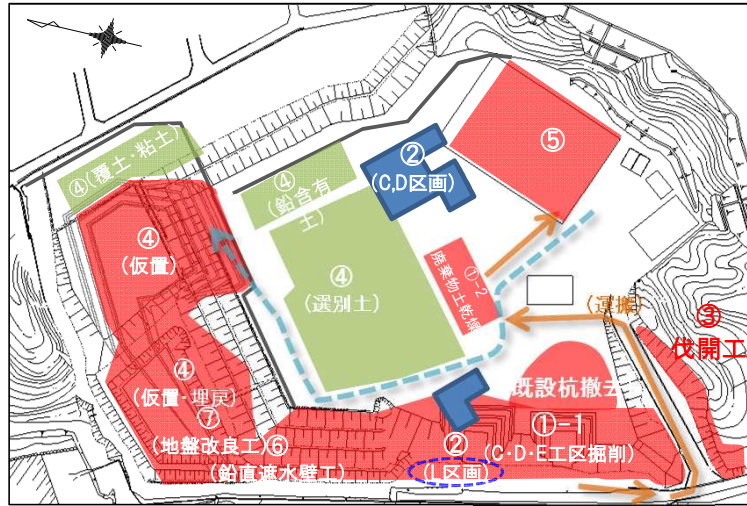 ②
(C,D区画)
⑤
④(覆土・粘土)
④
(鉛含有
土)
④
(仮置)
④
(選別土)
①-2
廃棄物土乾燥
(運搬)
③
伐開工
④
(仮置・埋戻)
⑦
(地盤改良工)⑥
(鉛直遮水壁工)
既設杭撤去
①-1
(C・D・E工区掘削)
②
(L区画)